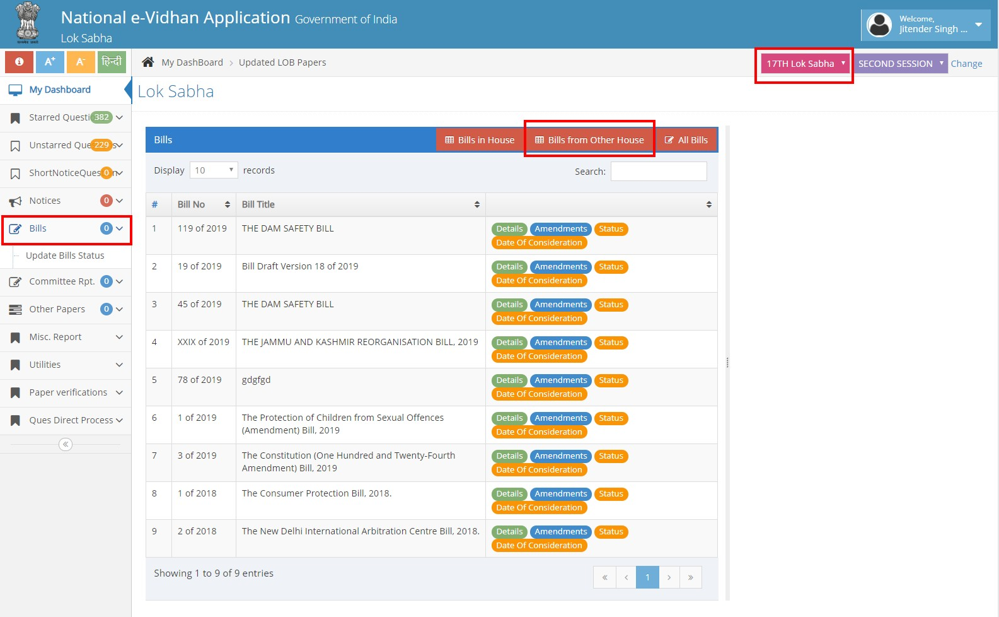 National e-Vidhan Application Government of India
Lok Sabha
Welcome,
Jitender Singh ...
A+
A-
हिन्दी
My DashBoard > Updated LOB Papers
17TH Lok Sabha
SECOND SESSION
Change
My Dashboard
Starred Questi 382
Unstarred Que 229 s
ShortNoticeQues 0 n
Notices 0
Bills 0
Update Bills Status
Committee Rpt. 0
Other Papers 0
Misc. Report
Utilities
Paper verifications
Ques Direct Process
Lok Sabha
Bills
Bills in House
Bills from Other House
All Bills
Display 10 records
Search:
# Bill No Bill Title
1 119 of 2019 THE DAM SAFETY BILL Details Amendments Status
Date Of Consideration
2 19 of 2019 Bill Draft Version 18 of 2019 Details Amendments Status
Date Of Consideration
3 45 of 2019 THE DAM SAFETY BILL Details Amendments Status
Date Of Consideration
4 XXIX of 2019 THE JAMMU AND KASHMIR REORGANISATION BILL, 2019 Details Amendments Status
Date Of Consideration
5 78 of 2019 gdgfgd Details Amendments Status
Date Of Consideration
6 1 of 2019 The Protection of Children from Sexual Offences Details Amendments Status
(Amendment) Bill, 2019 Date Of Consideration
7 3 of 2019 The Constitution (One Hundred and Twenty-Fourth Details Amendments Status
Amendment) Bill, 2019 Date Of Consideration
8 1 of 2018 The Consumer Protection Bill, 2018. Details Amendments Status
Date Of Consideration
9 2 of 2018 The New Delhi International Arbitration Centre Bill, 2018. Details Amendments Status
Date Of Consideration
Showing 1 to 9 of 9 entries
« ‹ 1 › »